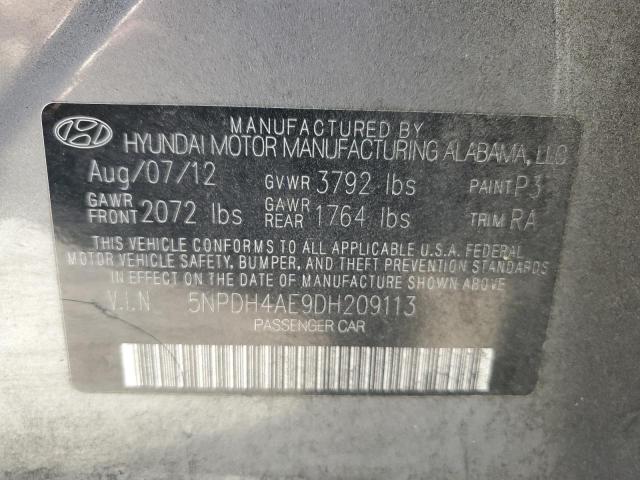 MANUFACTURED BY
HYUNDAI MOTOR MANUFACTURING ALABAMA, LLC
Aug/07/12 GVWR 3792 lbs PAINT P3
GAWR FRONT 2072 lbs GAWR REAR 1764 lbs TRIM RA
THIS VEHICLE CONFORMS TO ALL APPLICABLE U.S.A. FEDERAL
MOTOR VEHICLE SAFETY, BUMPER, AND THEFT PREVENTION STANDARDS
IN EFFECT ON THE DATE OF MANUFACTURE SHOWN ABOVE.
V.I.N 5NPDH4AE9DH209113
PASSENGER CAR